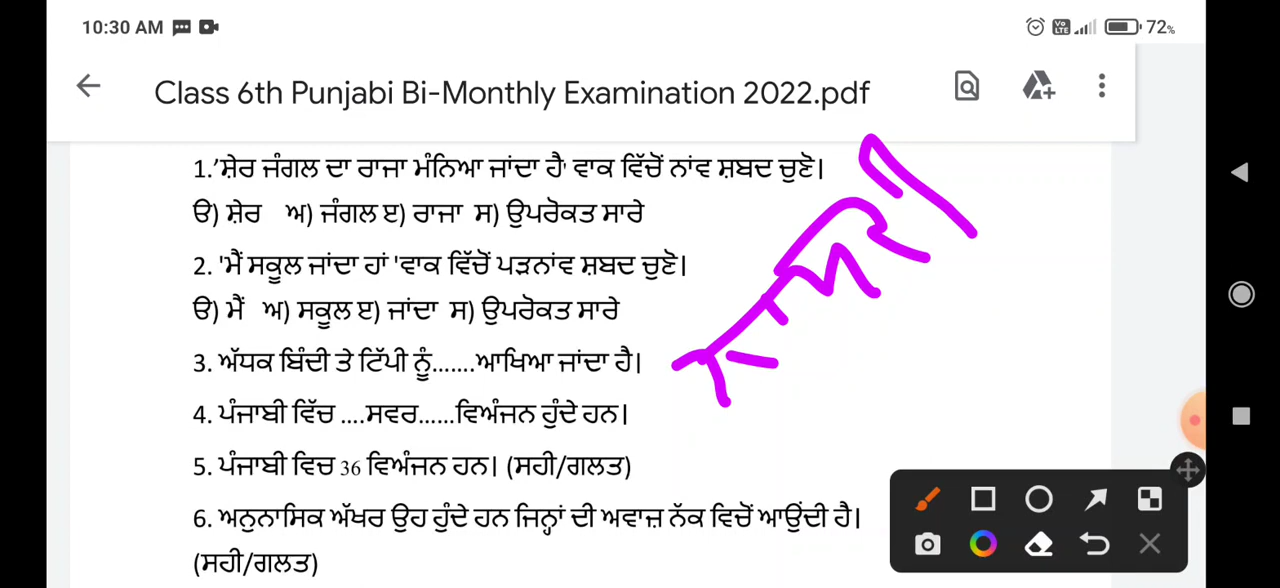 10:30 AM
Vo LTE 72%
Class 6th Punjabi Bi-Monthly Examination 2022.pdf
1.'ਸ਼ੇਰ ਜੰਗਲ ਦਾ ਰਾਜਾ ਮੰਨਿਆ ਜਾਂਦਾ ਹੈ' ਵਾਕ ਵਿੱਚੋਂ ਨਾਂਵ ਸ਼ਬਦ ਚੁਣੋ।
ੳ) ਸ਼ੇਰ ਅ) ਜੰਗਲ ੲ) ਰਾਜਾ ਸ) ਉਪਰੋਕਤ ਸਾਰੇ
2. 'ਮੈਂ ਸਕੂਲ ਜਾਂਦਾ ਹਾਂ 'ਵਾਕ ਵਿੱਚੋਂ ਪੜਨਾਂਵ ਸ਼ਬਦ ਚੁਣੋ।
ੳ) ਮੈਂ ਅ) ਸਕੂਲ ੲ) ਜਾਂਦਾ ਸ) ਉਪਰੋਕਤ ਸਾਰੇ
3. ਅੱਧਕ ਬਿੰਦੀ ਤੇ ਟਿੱਪੀ ਨੂੰ.......ਆਖਿਆ ਜਾਂਦਾ ਹੈ।
4. ਪੰਜਾਬੀ ਵਿੱਚ ....ਸਵਰ......ਵਿਅੰਜਨ ਹੁੰਦੇ ਹਨ।
5. ਪੰਜਾਬੀ ਵਿਚ 36 ਵਿਅੰਜਨ ਹਨ। (ਸਹੀ/ਗਲਤ)
6. ਅਨੁਨਾਸਿਕ ਅੱਖਰ ਉਹ ਹੁੰਦੇ ਹਨ ਜਿਨ੍ਹਾਂ ਦੀ ਅਵਾਜ਼ ਨੱਕ ਵਿਚੋਂ ਆਉਂਦੀ ਹੈ।
(ਸਹੀ/ਗਲਤ)